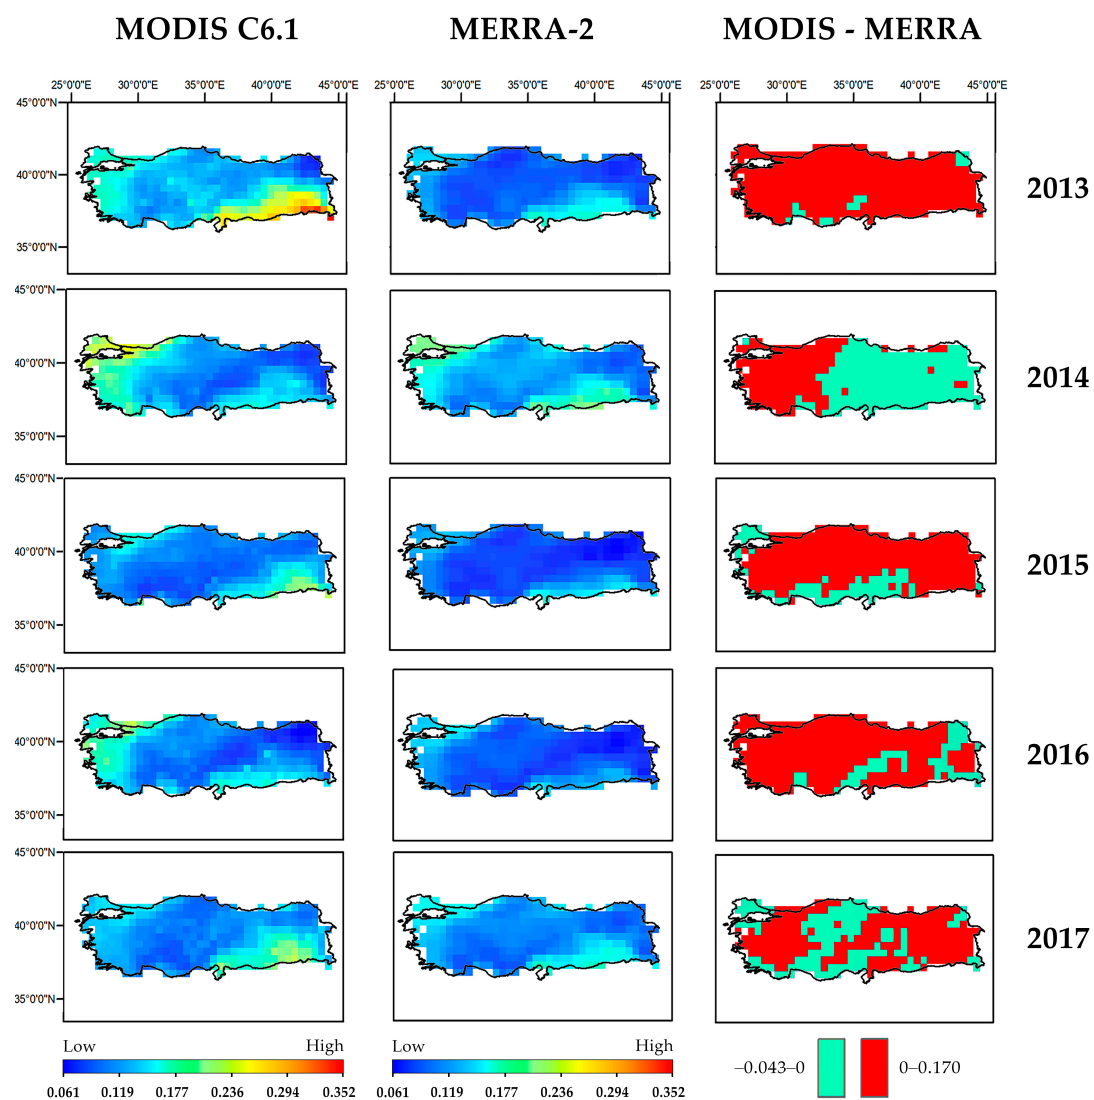 MODIS C6.1 MERRA-2 MODIS - MERRA
25°0'0"E 30°0'0"E 35°0'0"E 40°0'0"E 45°0'0"E 25°0'0"E 30°0'0"E 35°0'0"E 40°0'0"E 45°0'0"E 25°0'0"E 30°0'0"E 35°0'0"E 40°0'0"E 45°0'0"E
45°0'0"N
40°0'0"N
2013
35°0'0"N
45°0'0"N
40°0'0"N
2014
35°0'0"N
45°0'0"N
40°0'0"N
2015
35°0'0"N
45°0'0"N
40°0'0"N
2016
35°0'0"N
45°0'0"N
40°0'0"N
2017
35°0'0"N
Low High Low High
−0.043–0 0–0.170
0.061 0.119 0.177 0.236 0.294 0.352 0.061 0.119 0.177 0.236 0.294 0.352